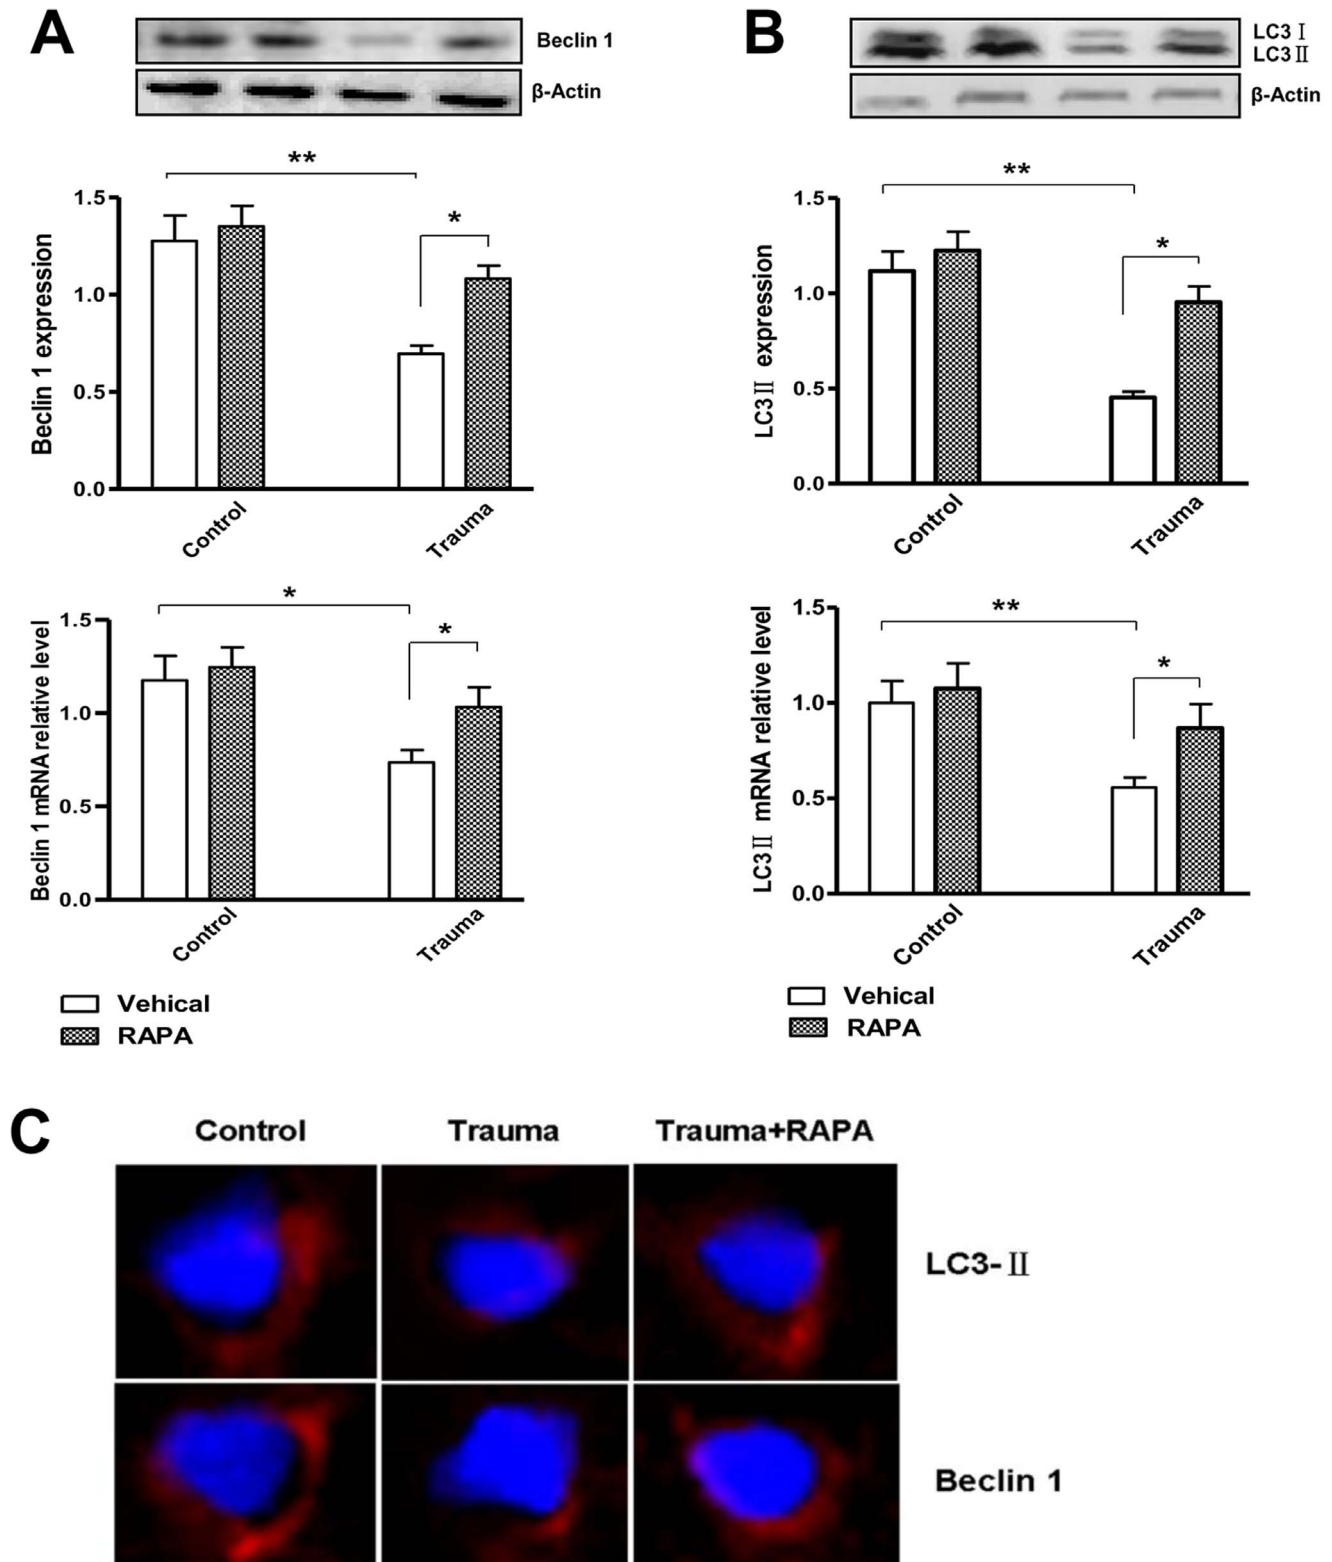 A
Beclin 1
β-Actin
**
*
Beclin 1 expression
1.5
1.0
0.5
0.0
Control
Trauma
*
*
Beclin 1 mRNA relative level
1.5
1.0
0.5
0.0
Control
Trauma
Vehical
RAPA
B
LC3 Ⅰ
LC3 Ⅱ
β-Actin
**
*
LC3Ⅱ expression
1.5
1.0
0.5
0.0
Control
Trauma
**
*
LC3Ⅱ mRNA relative level
1.5
1.0
0.5
0.0
Control
Trauma
Vehical
RAPA
C
Control
Trauma
Trauma+RAPA
LC3-Ⅱ
Beclin 1